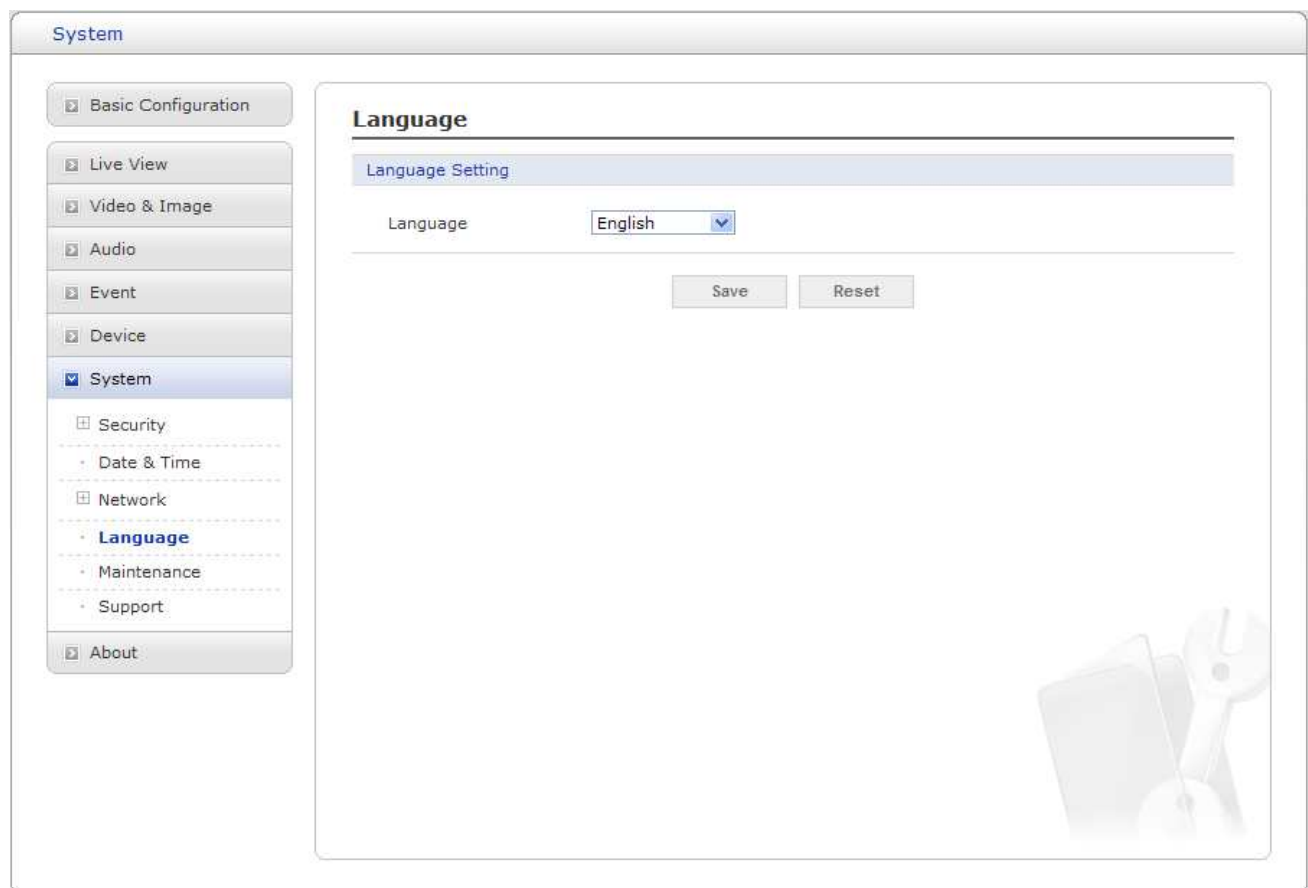 System
Basic Configuration
Live View
Video & Image
Audio
Event
Device
System
Security
Date & Time
Network
Language
Maintenance
Support
About
Language
Language Setting
Language English
Save Reset